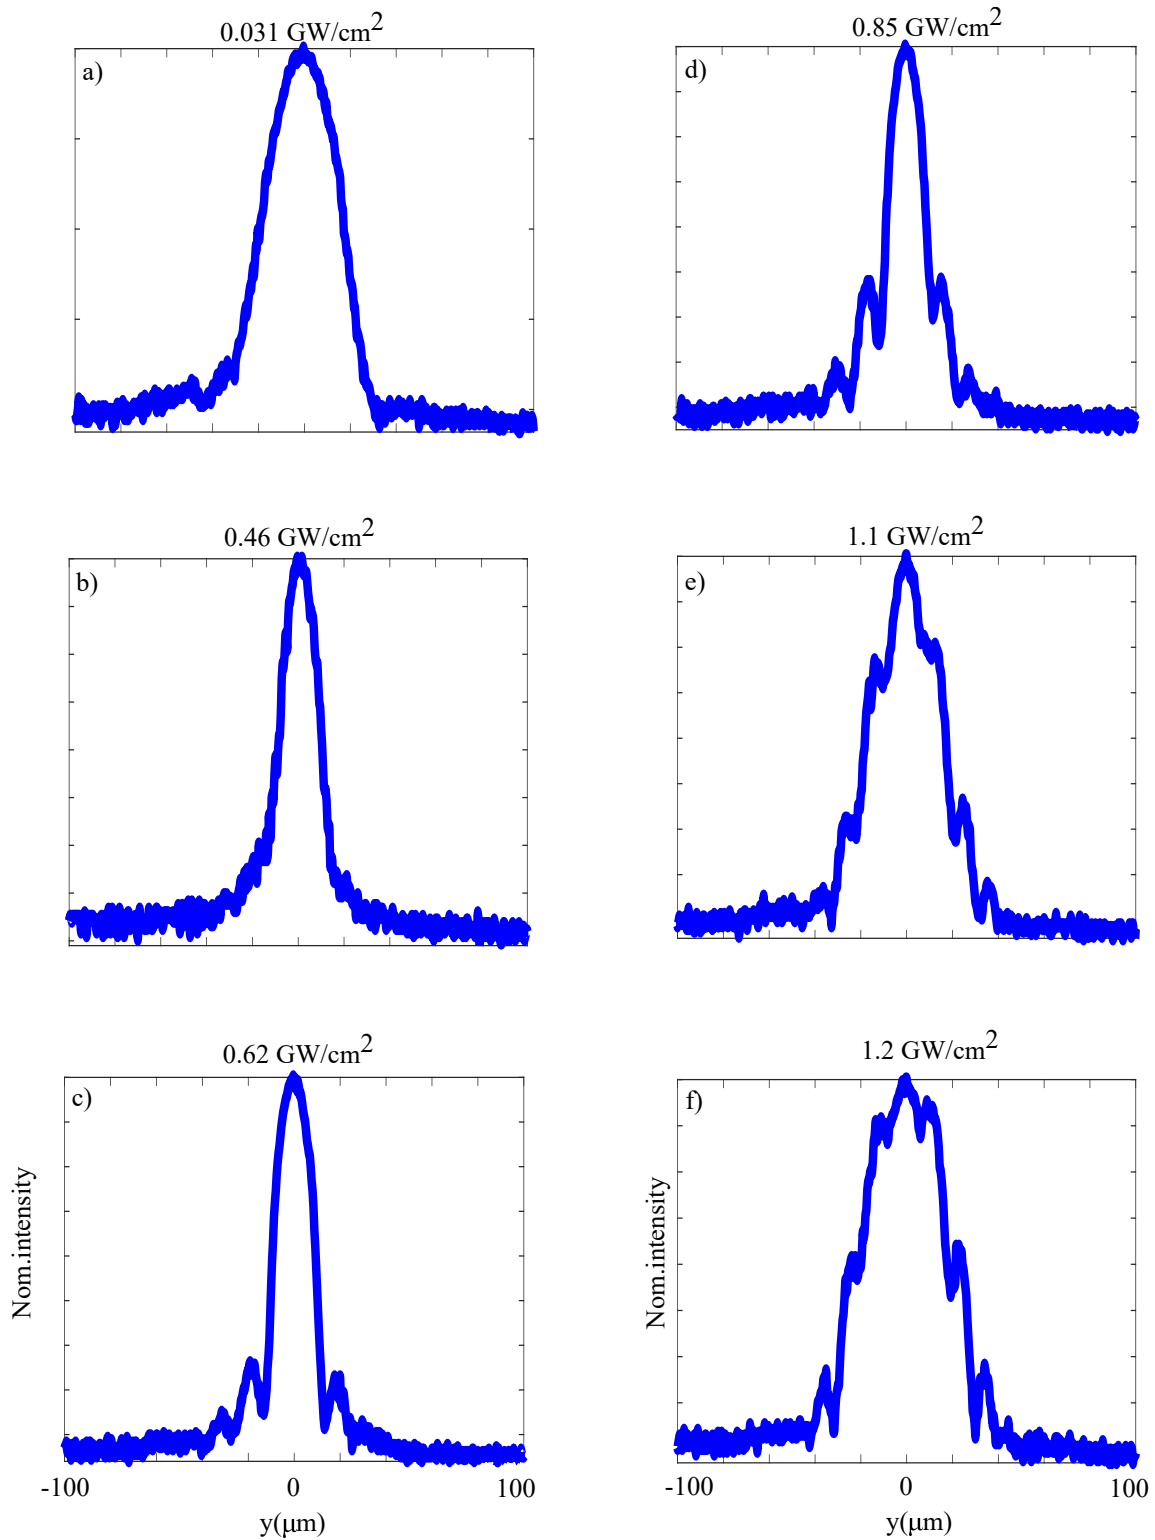 0.031 GW/cm²
a)
0.46 GW/cm²
b)
0.62 GW/cm²
c)
Nom.intensity
-100 0 100
y(μm)
0.85 GW/cm²
d)
1.1 GW/cm²
e)
1.2 GW/cm²
f)
Nom.intensity
-100 0 100
y(μm)